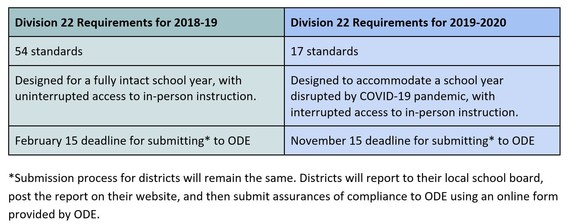 Division 22 Requirements for 2018-19
Division 22 Requirements for 2019-2020
54 standards
17 standards
Designed for a fully intact school year, with
uninterrupted access to in-person instruction.
Designed to accommodate a school year
disrupted by COVID-19 pandemic, with
interrupted access to in-person instruction.
February 15 deadline for submitting* to ODE
November 15 deadline for submitting* to ODE
*Submission process for districts will remain the same. Districts will report to their local school board,
post the report on their website, and then submit assurances of compliance to ODE using an online form
provided by ODE.